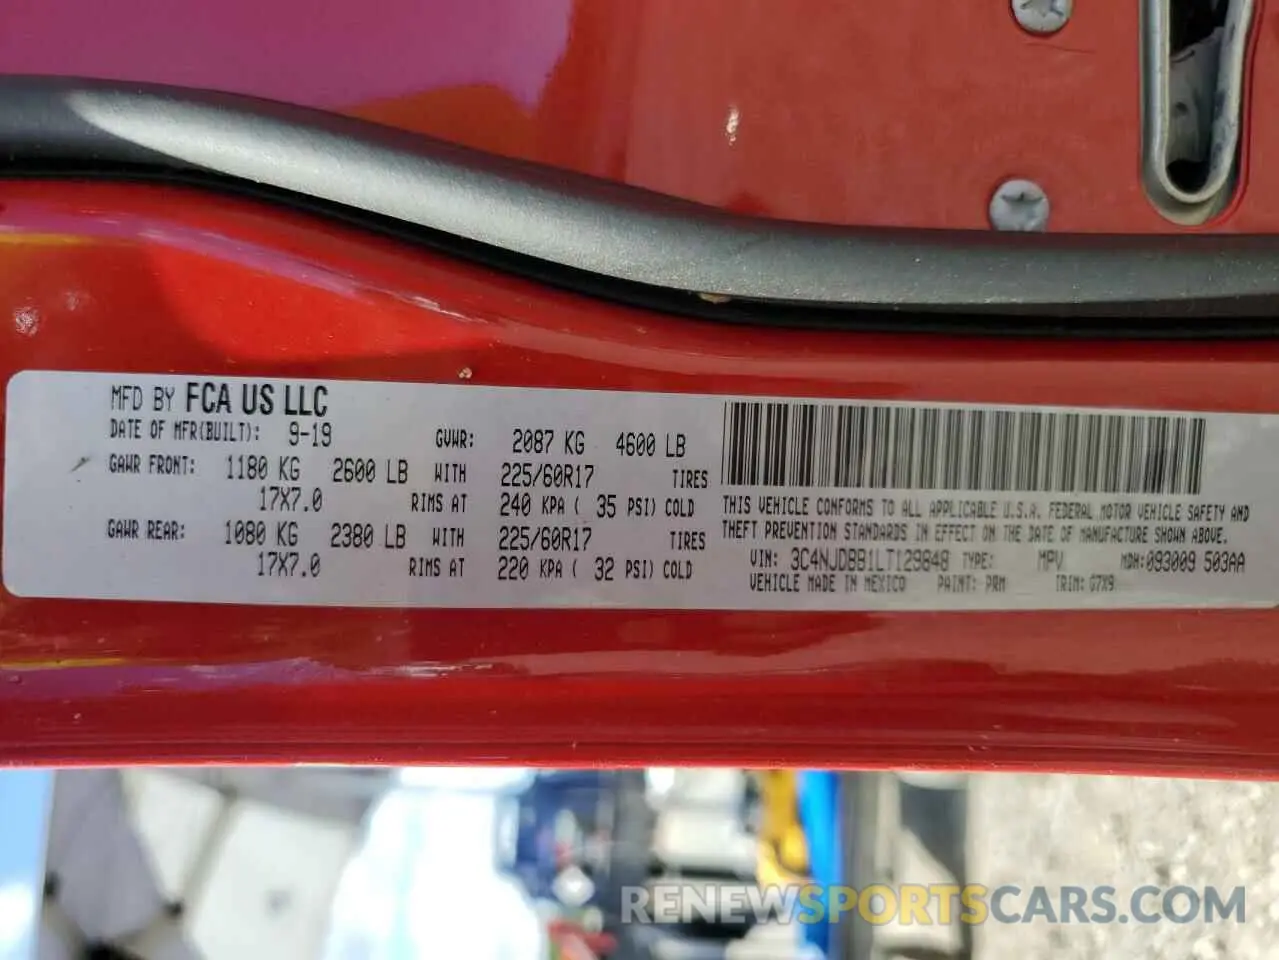 MFD BY FCA US LLC
DATE OF MFR(BUILT): 9-19 GVWR: 2087 KG 4600 LB
GAWR FRONT: 1180 KG 2600 LB WITH 225/60R17 TIRES
17X7.0 RIMS AT 240 KPA ( 35 PSI) COLD
GAWR REAR: 1080 KG 2380 LB WITH 225/60R17 TIRES
17X7.0 RIMS AT 220 KPA ( 32 PSI) COLD
THIS VEHICLE CONFORMS TO ALL APPLICABLE U.S.A. FEDERAL MOTOR VEHICLE SAFETY AND
THEFT PREVENTION STANDARDS IN EFFECT ON THE DATE OF MANUFACTURE SHOWN ABOVE.
VIN: 3C4NJDBB1LT129848 TYPE: MPV MDH:093009 503AA
VEHICLE MADE IN MEXICO PAINT: PRM TRIM: G7X9
RENEWSPORTSCARS.COM